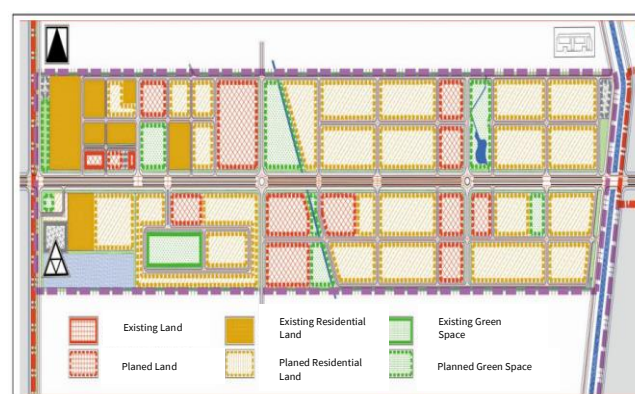 Existing Land
Existing Residential
Land
Existing Green
Space
Planed Land
Planed Residential
Land
Planned Green Space